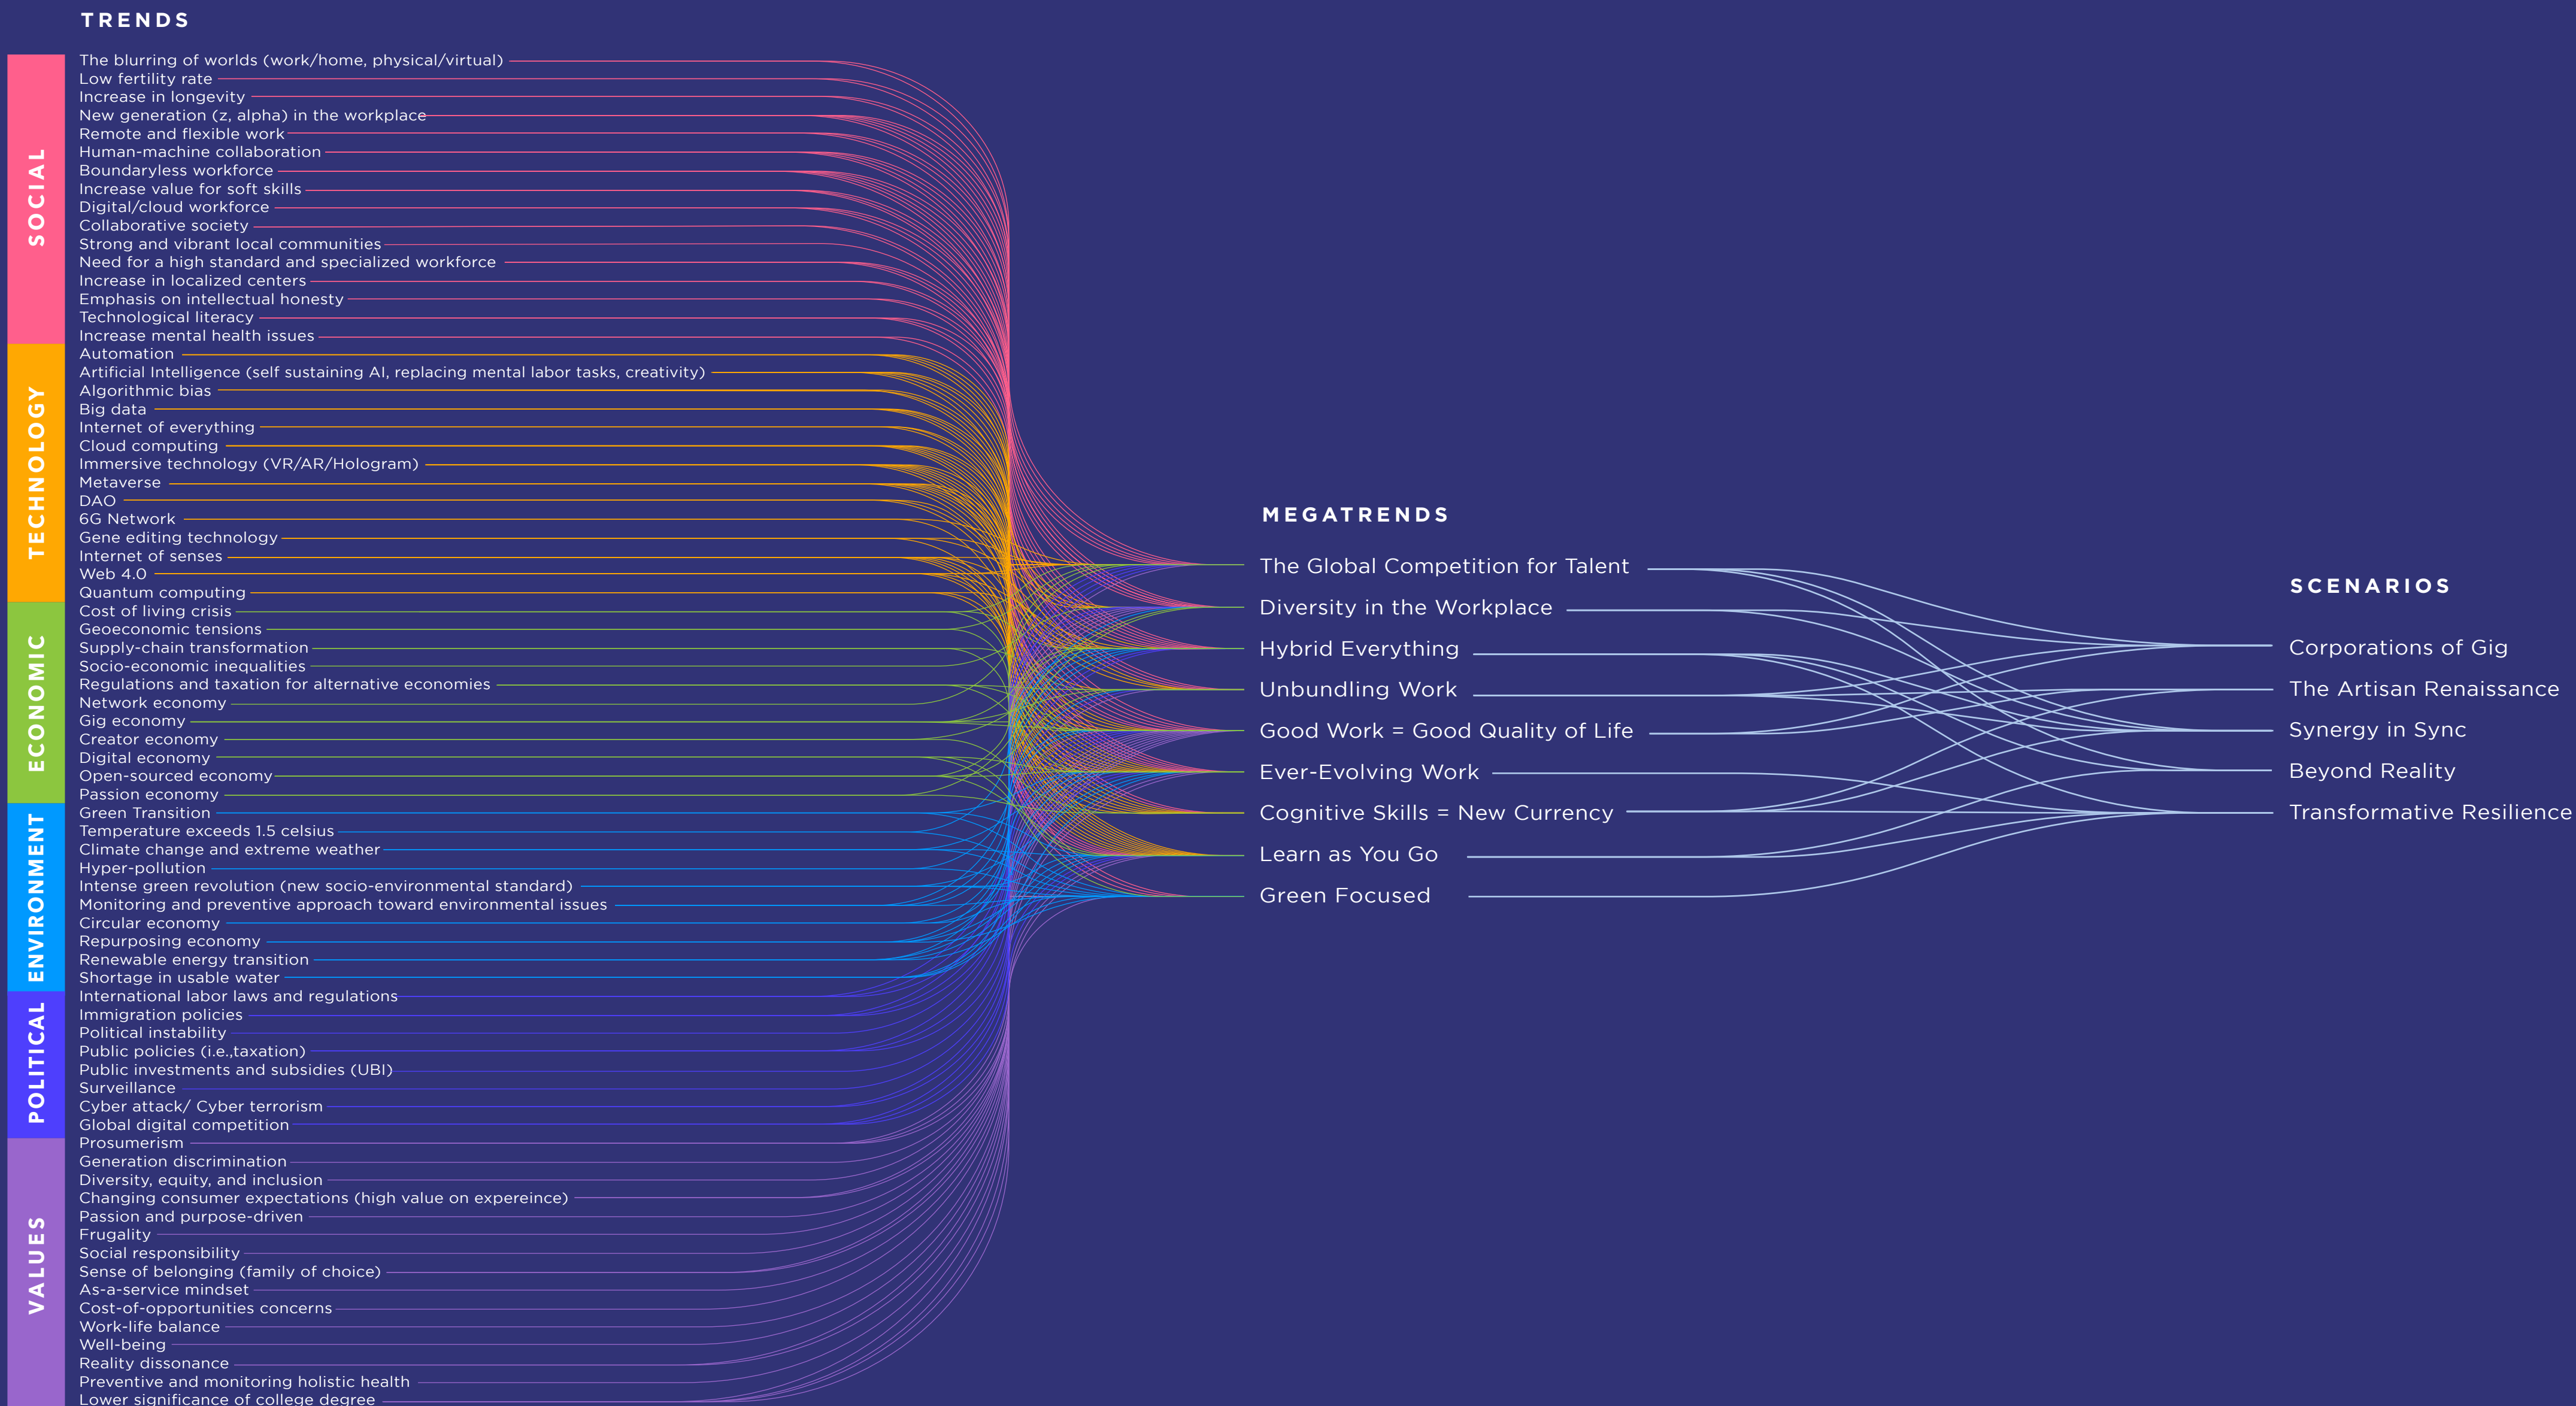 TRENDS
SOCIAL
The blurring of worlds (work/home, physical/virtual)
Low fertility rate
Increase in longevity
New generation (z, alpha) in the workplace
Remote and flexible work
Human-machine collaboration
Boundaryless workforce
Increase value for soft skills
Digital/cloud workforce
Collaborative society
Strong and vibrant local communities
Need for a high standard and specialized workforce
Increase in localized centers
Emphasis on intellectual honesty
Technological literacy
Increase mental health issues
TECHNOLOGY
Automation
Artificial Intelligence (self sustaining AI, replacing mental labor tasks, creativity)
Algorithmic bias
Big data
Internet of everything
Cloud computing
Immersive technology (VR/AR/Hologram)
Metaverse
DAO
6G Network
Gene editing technology
Internet of senses
Web 4.0
Quantum computing
ECONOMIC
Cost of living crisis
Geoeconomic tensions
Supply-chain transformation
Socio-economic inequalities
Regulations and taxation for alternative economies
Network economy
Gig economy
Creator economy
Digital economy
Open-sourced economy
Passion economy
ENVIRONMENT
Green Transition
Temperature exceeds 1.5 celsius
Climate change and extreme weather
Hyper-pollution
Intense green revolution (new socio-environmental standard)
Monitoring and preventive approach toward environmental issues
Circular economy
Repurposing economy
Renewable energy transition
Shortage in usable water
POLITICAL
International labor laws and regulations
Immigration policies
Political instability
Public policies (i.e.,taxation)
Public investments and subsidies (UBI)
Surveillance
Cyber attack/ Cyber terrorism
Global digital competition
VALUES
Prosumerism
Generation discrimination
Diversity, equity, and inclusion
Changing consumer expectations (high value on expereince)
Passion and purpose-driven
Frugality
Social responsibility
Sense of belonging (family of choice)
As-a-service mindset
Cost-of-opportunities concerns
Work-life balance
Well-being
Reality dissonance
Preventive and monitoring holistic health
Lower significance of college degree
MEGATRENDS
The Global Competition for Talent
Diversity in the Workplace
Hybrid Everything
Unbundling Work
Good Work = Good Quality of Life
Ever-Evolving Work
Cognitive Skills = New Currency
Learn as You Go
Green Focused
SCENARIOS
Corporations of Gig
The Artisan Renaissance
Synergy in Sync
Beyond Reality
Transformative Resilience